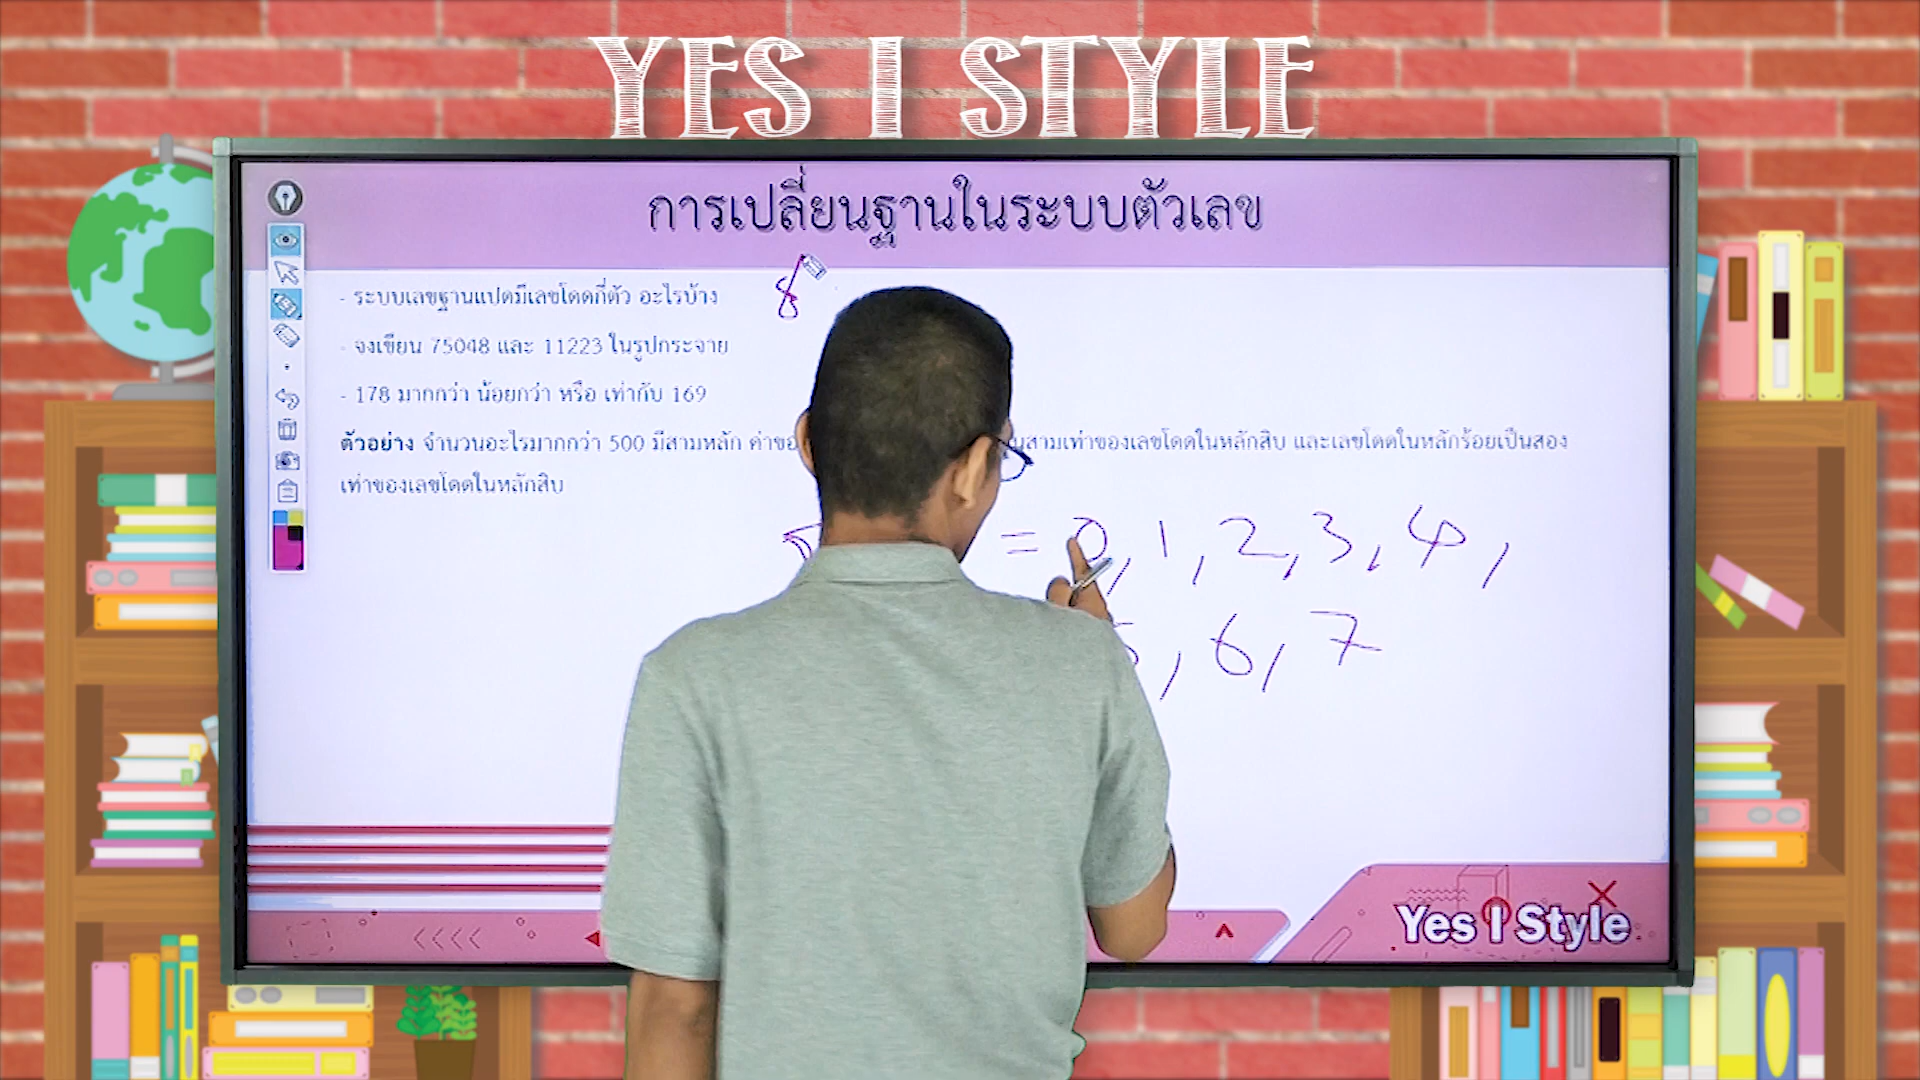 YES I STYLE
การเปลี่ยนฐานในระบบตัวเลข
8
- ระบบเลขฐานแปดมีเลขโดดกี่ตัว อะไรบ้าง
- จงเขียน 75048 และ 11223 ในรูปกระจาย
- 178 มากกว่า น้อยกว่า หรือ เท่ากับ 169
ตัวอย่าง จำนวนอะไรมากกว่า 500 มีสามหลัก ค่าของ สามเท่าของเลขโดดในหลักสิบ และเลขโดดในหลักร้อยเป็นสอง
เท่าของเลขโดดในหลักสิบ
= 0, 1, 2, 3, 4,
5, 6, 7
Yes I Style